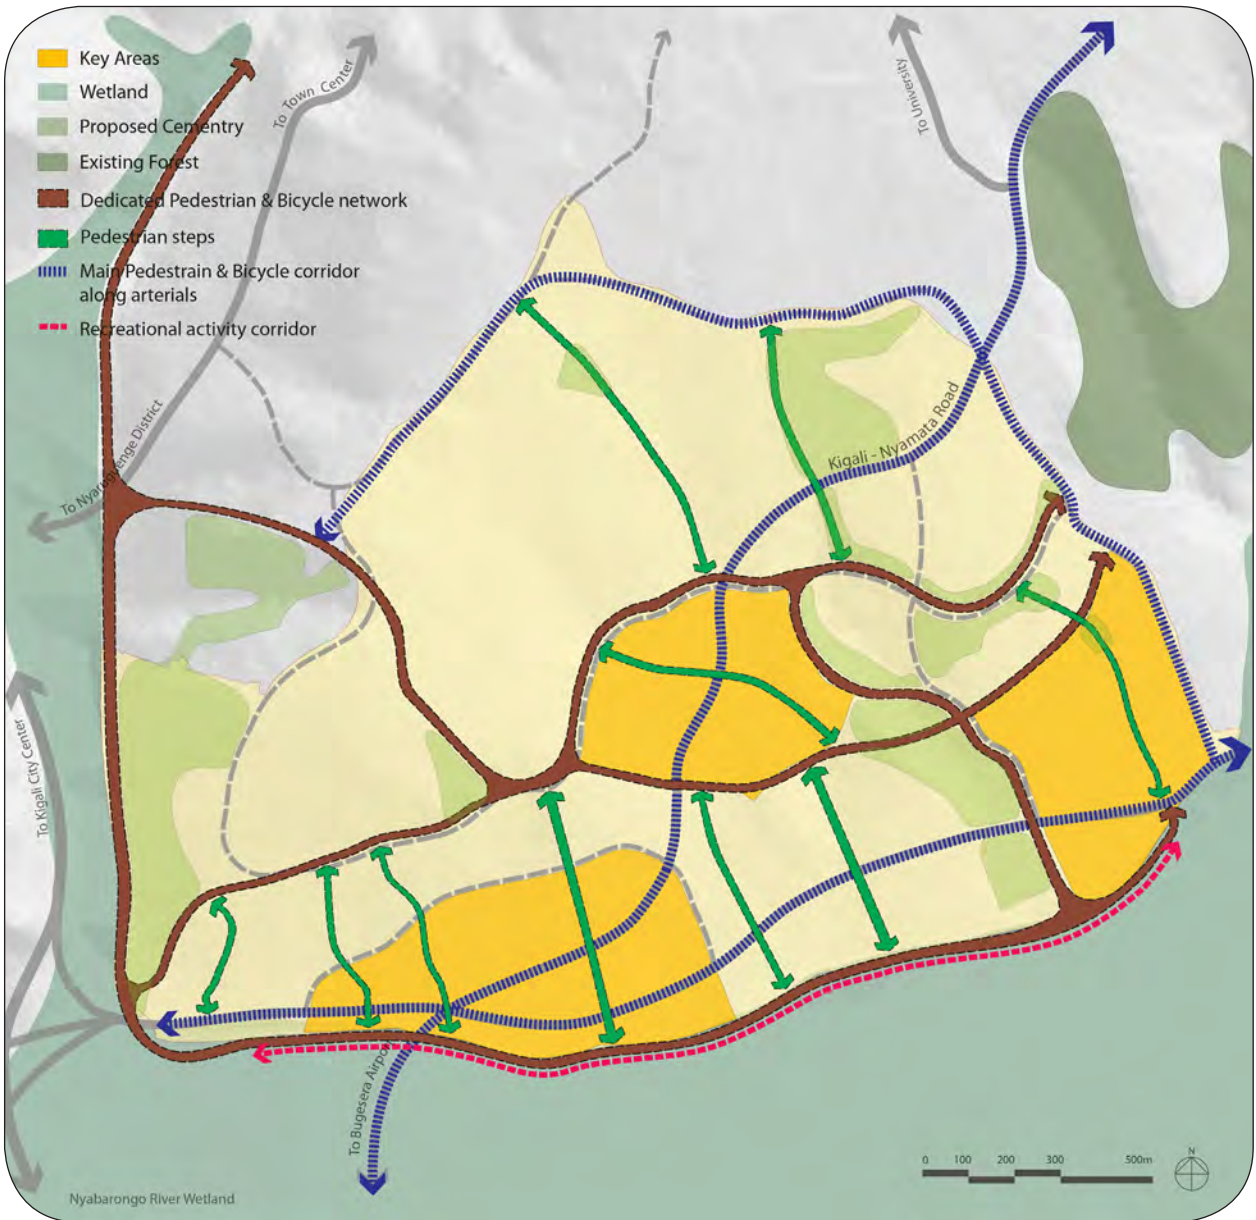 Key Areas
Wetland
Proposed Cementry
Existing Forest
Dedicated Pedestrian & Bicycle network
Pedestrian steps
Main Pedestrain & Bicycle corridor
along arterials
Recreational activity corridor
To Town Center
To University
To Nyarugenge District
Kigali - Nyamata Road
To Kigali City Center
To Bugesera Airport
0 100 200 300 500m
N
Nyabarongo River Wetland